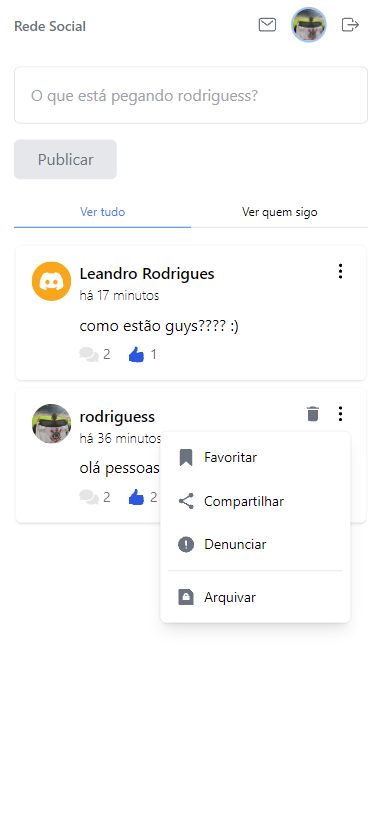 Rede Social
O que está pegando rodriguess?
Publicar
Ver tudo
Ver quem sigo
Leandro Rodrigues
há 17 minutos
como estão guys???? :)
2 1
rodriguess
há 36 minutos
olá pessoas
2 2
Favoritar
Compartilhar
Denunciar
Arquivar